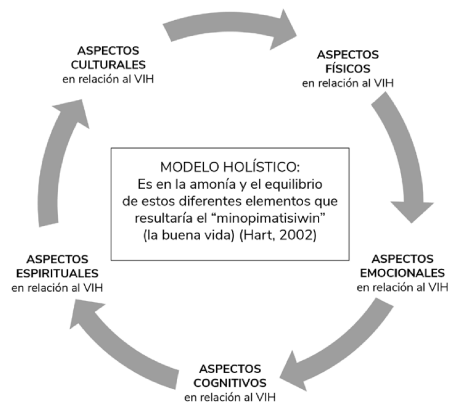 ASPECTOS
CULTURALES
en relación al VIH
ASPECTOS
FÍSICOS
en relación al VIH
MODELO HOLÍSTICO:
Es en la amonía y el equilibrio
de estos diferentes elementos que
resultaría el “minopimatisiwin”
(la buena vida) (Hart, 2002)
ASPECTOS
ESPIRITUALES
en relación al VIH
ASPECTOS
EMOCIONALES
en relación al VIH
ASPECTOS
COGNITIVOS
en relación al VIH